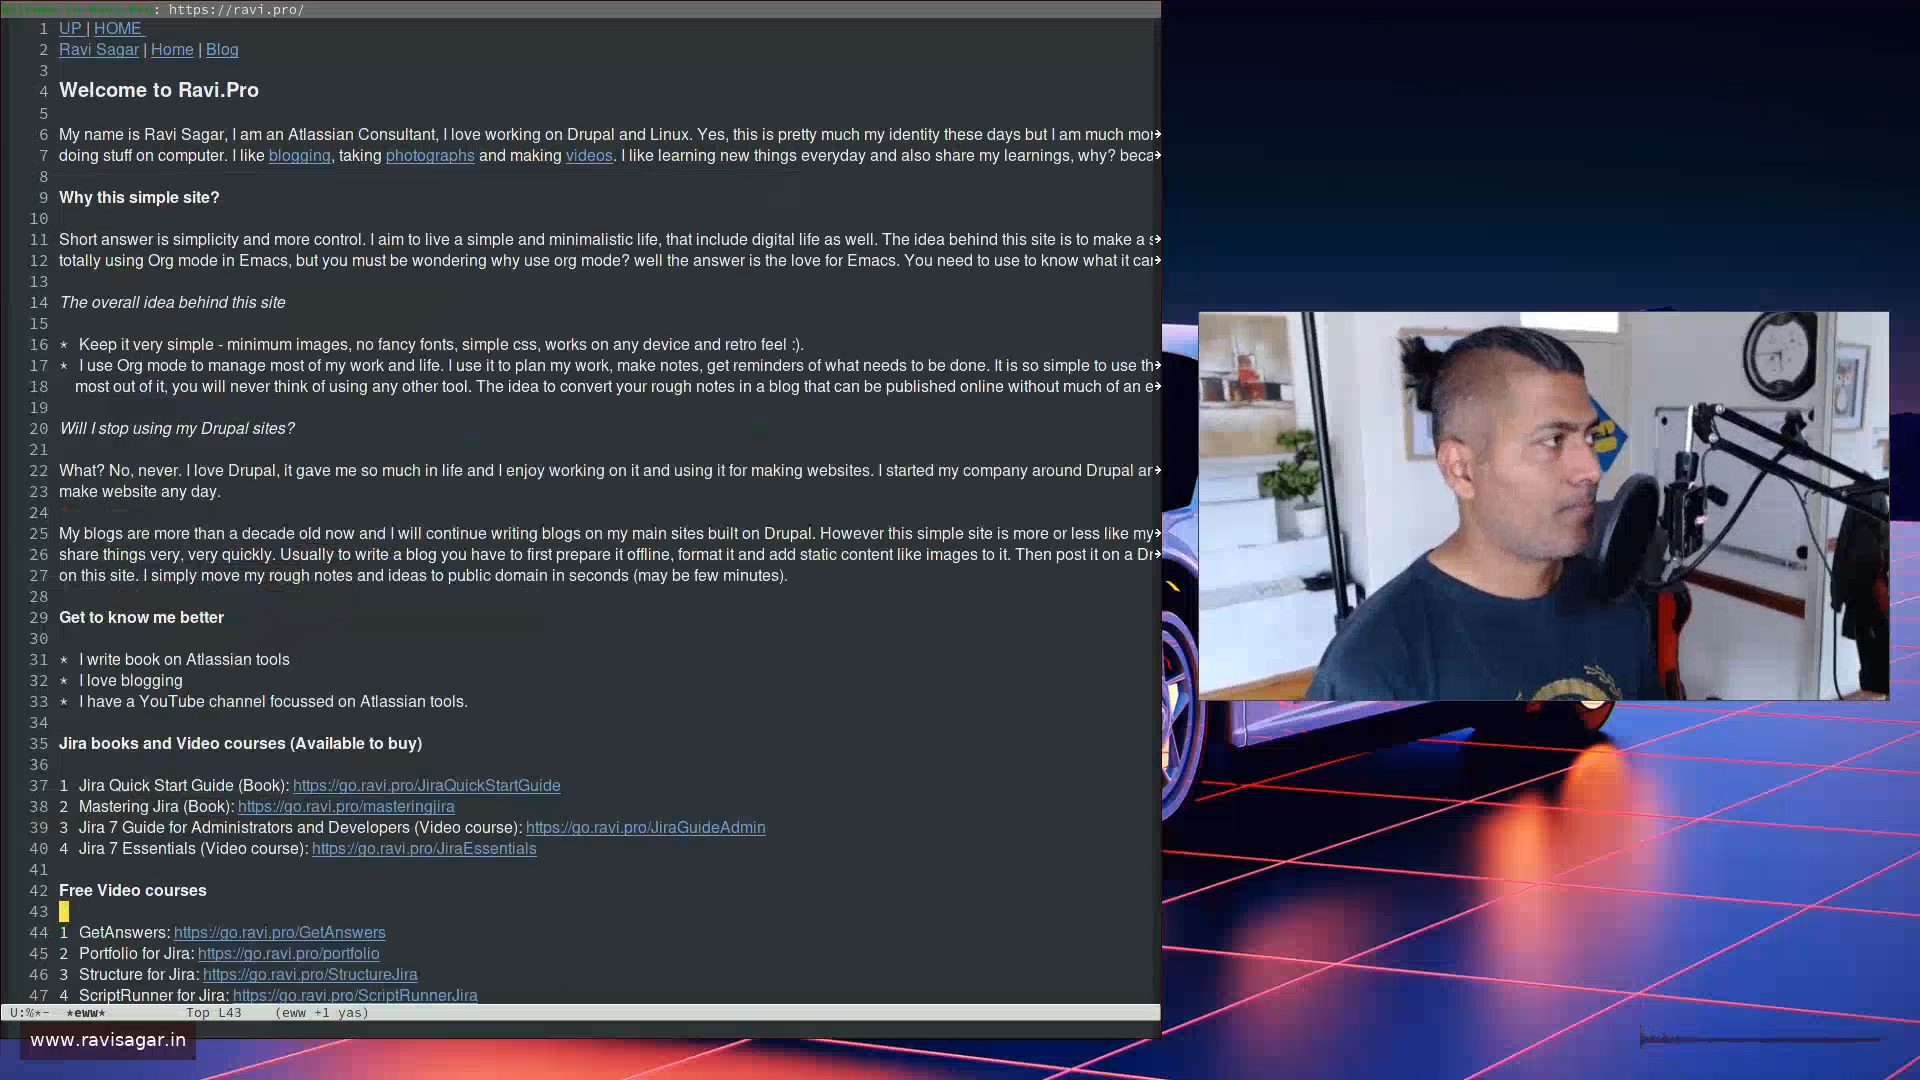 Welcome to Ravi.Pro: https://ravi.pro/
1 UP | HOME
2 Ravi Sagar | Home | Blog
3
4 Welcome to Ravi.Pro
5
6 My name is Ravi Sagar, I am an Atlassian Consultant, I love working on Drupal and Linux. Yes, this is pretty much my identity these days but I am much
7 doing stuff on computer. I like blogging, taking photographs and making videos. I like learning new things everyday and also share my learnings, why?
8
9 Why this simple site?
10
11 Short answer is simplicity and more control. I aim to live a simple and minimalistic life, that include digital life as well. The idea behind this site is to make a
12 totally using Org mode in Emacs, but you must be wondering why use org mode? well the answer is the love for Emacs. You need to use to know what it
13
14 The overall idea behind this site
15
16 * Keep it very simple - minimum images, no fancy fonts, simple css, works on any device and retro feel :).
17 * I use Org mode to manage most of my work and life. I use it to plan my work, make notes, get reminders of what needs to be done. It is so simple to use
18 most out of it, you will never think of using any other tool. The idea to convert your rough notes in a blog that can be published online without much of an
19
20 Will I stop using my Drupal sites?
21
22 What? No, never. I love Drupal, it gave me so much in life and I enjoy working on it and using it for making websites. I started my company around Drupal
23 make website any day.
24
25 My blogs are more than a decade old now and I will continue writing blogs on my main sites built on Drupal. However this simple site is more or less like my
26 share things very, very quickly. Usually to write a blog you have to first prepare it offline, format it and add static content like images to it. Then post it on a
27 on this site. I simply move my rough notes and ideas to public domain in seconds (may be few minutes).
28
29 Get to know me better
30
31 * I write book on Atlassian tools
32 * I love blogging
33 * I have a YouTube channel focussed on Atlassian tools.
34
35 Jira books and Video courses (Available to buy)
36
37 1 Jira Quick Start Guide (Book): https://go.ravi.pro/JiraQuickStartGuide
38 2 Mastering Jira (Book): https://go.ravi.pro/masteringjira
39 3 Jira 7 Guide for Administrators and Developers (Video course): https://go.ravi.pro/JiraGuideAdmin
40 4 Jira 7 Essentials (Video course): https://go.ravi.pro/JiraEssentials
41
42 Free Video courses
43
44 1 GetAnswers: https://go.ravi.pro/GetAnswers
45 2 Portfolio for Jira: https://go.ravi.pro/portfolio
46 3 Structure for Jira: https://go.ravi.pro/StructureJira
47 4 ScriptRunner for Jira: https://go.ravi.pro/ScriptRunnerJira
U:%*- *eww* Top L43 (eww +1 yas)
www.ravisagar.in